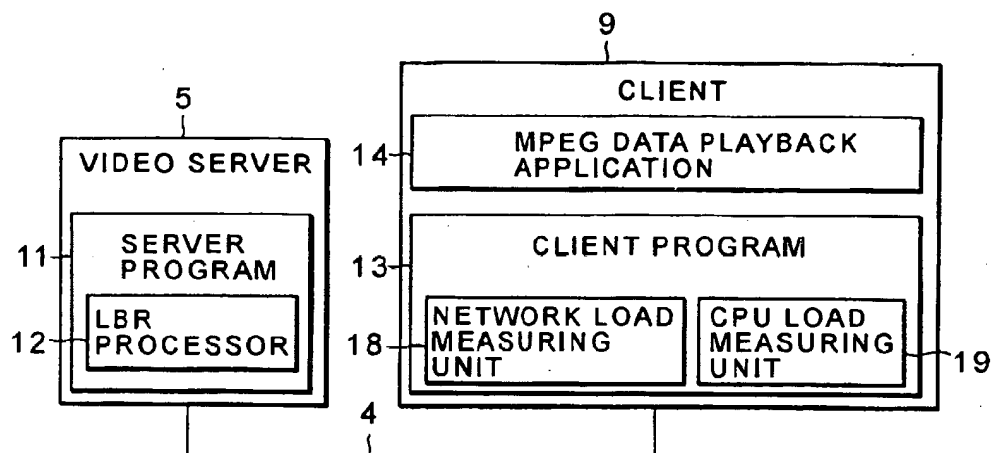 9
CLIENT
5
VIDEO SERVER
14
MPEG DATA PLAYBACK
APPLICATION
11
SERVER
PROGRAM
13
CLIENT PROGRAM
12
LBR
PROCESSOR
18
NETWORK LOAD
MEASURING
UNIT
CPU LOAD
MEASURING
UNIT
19
4